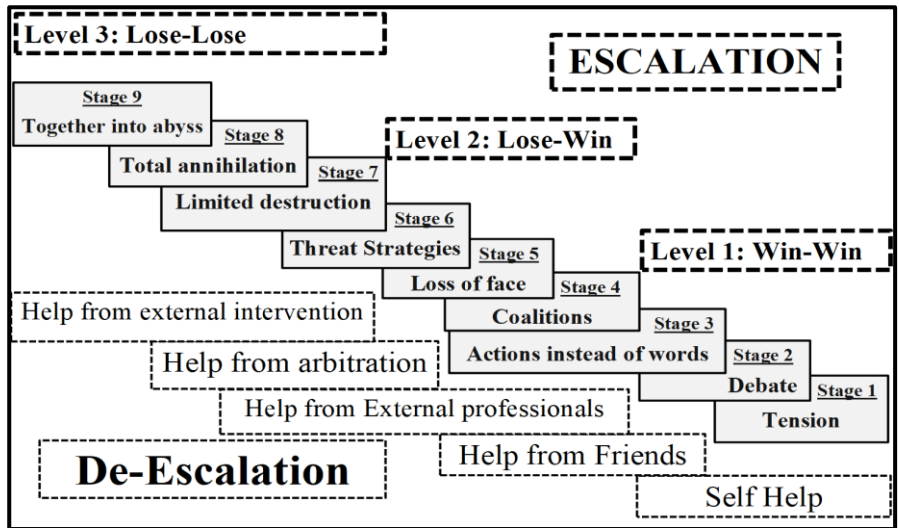 Level 3: Lose-Lose
ESCALATION
Stage 9
Together into abyss
Stage 8
Total annihilation
Level 2: Lose-Win
Stage 7
Limited destruction
Stage 6
Threat Strategies
Level 1: Win-Win
Stage 5
Loss of face
Stage 4
Coalitions
Stage 3
Actions instead of words
Stage 2
Debate
Stage 1
Tension
Help from external intervention
Help from arbitration
Help from External professionals
Help from Friends
Self Help
De-Escalation